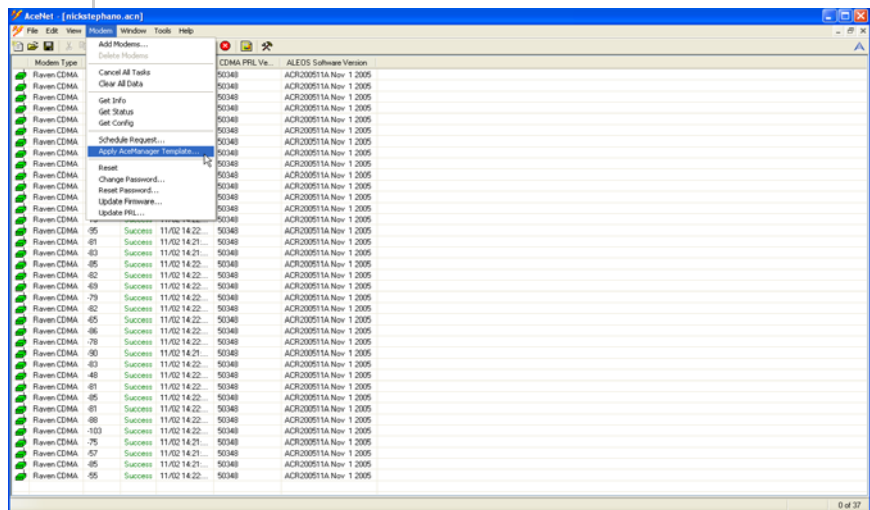 AceNet - [nickstephano.acn]
File Edit View Modem Window Tools Help
Add Modems...
Delete Modems
Cancel All Tasks
Clear All Data
Get Info
Get Status
Get Config
Schedule Request...
Apply AceManager Template...
Reset
Change Password...
Reset Password...
Update Firmware...
Update PRL...
Modem Type CDMA PRL Ve... ALEOS Software Version
Raven CDMA 50348 ACR200511A Nov 1 2005
Raven CDMA 50348 ACR200511A Nov 1 2005
Raven CDMA 50348 ACR200511A Nov 1 2005
Raven CDMA 50348 ACR200511A Nov 1 2005
Raven CDMA 50348 ACR200511A Nov 1 2005
Raven CDMA 50348 ACR200511A Nov 1 2005
Raven CDMA 50348 ACR200511A Nov 1 2005
Raven CDMA 50348 ACR200511A Nov 1 2005
Raven CDMA 50348 ACR200511A Nov 1 2005
Raven CDMA 50348 ACR200511A Nov 1 2005
Raven CDMA 50348 ACR200511A Nov 1 2005
Raven CDMA 50348 ACR200511A Nov 1 2005
Raven CDMA 50348 ACR200511A Nov 1 2005
Raven CDMA Success 11/02 14:22:... 50348 ACR200511A Nov 1 2005
Raven CDMA -95 Success 11/02 14:22:... 50348 ACR200511A Nov 1 2005
Raven CDMA -81 Success 11/02 14:21:... 50348 ACR200511A Nov 1 2005
Raven CDMA -83 Success 11/02 14:21:... 50348 ACR200511A Nov 1 2005
Raven CDMA -85 Success 11/02 14:22:... 50348 ACR200511A Nov 1 2005
Raven CDMA -82 Success 11/02 14:22:... 50348 ACR200511A Nov 1 2005
Raven CDMA -69 Success 11/02 14:22:... 50348 ACR200511A Nov 1 2005
Raven CDMA -79 Success 11/02 14:22:... 50348 ACR200511A Nov 1 2005
Raven CDMA -82 Success 11/02 14:22:... 50348 ACR200511A Nov 1 2005
Raven CDMA -65 Success 11/02 14:22:... 50348 ACR200511A Nov 1 2005
Raven CDMA -86 Success 11/02 14:22:... 50348 ACR200511A Nov 1 2005
Raven CDMA -78 Success 11/02 14:22:... 50348 ACR200511A Nov 1 2005
Raven CDMA -90 Success 11/02 14:21:... 50348 ACR200511A Nov 1 2005
Raven CDMA -83 Success 11/02 14:22:... 50348 ACR200511A Nov 1 2005
Raven CDMA -48 Success 11/02 14:22:... 50348 ACR200511A Nov 1 2005
Raven CDMA -81 Success 11/02 14:22:... 50348 ACR200511A Nov 1 2005
Raven CDMA -85 Success 11/02 14:22:... 50348 ACR200511A Nov 1 2005
Raven CDMA -81 Success 11/02 14:22:... 50348 ACR200511A Nov 1 2005
Raven CDMA -88 Success 11/02 14:22:... 50348 ACR200511A Nov 1 2005
Raven CDMA -103 Success 11/02 14:22:... 50348 ACR200511A Nov 1 2005
Raven CDMA -75 Success 11/02 14:21:... 50348 ACR200511A Nov 1 2005
Raven CDMA -57 Success 11/02 14:21:... 50348 ACR200511A Nov 1 2005
Raven CDMA -85 Success 11/02 14:21:... 50348 ACR200511A Nov 1 2005
Raven CDMA -55 Success 11/02 14:22:... 50348 ACR200511A Nov 1 2005
0 of 37